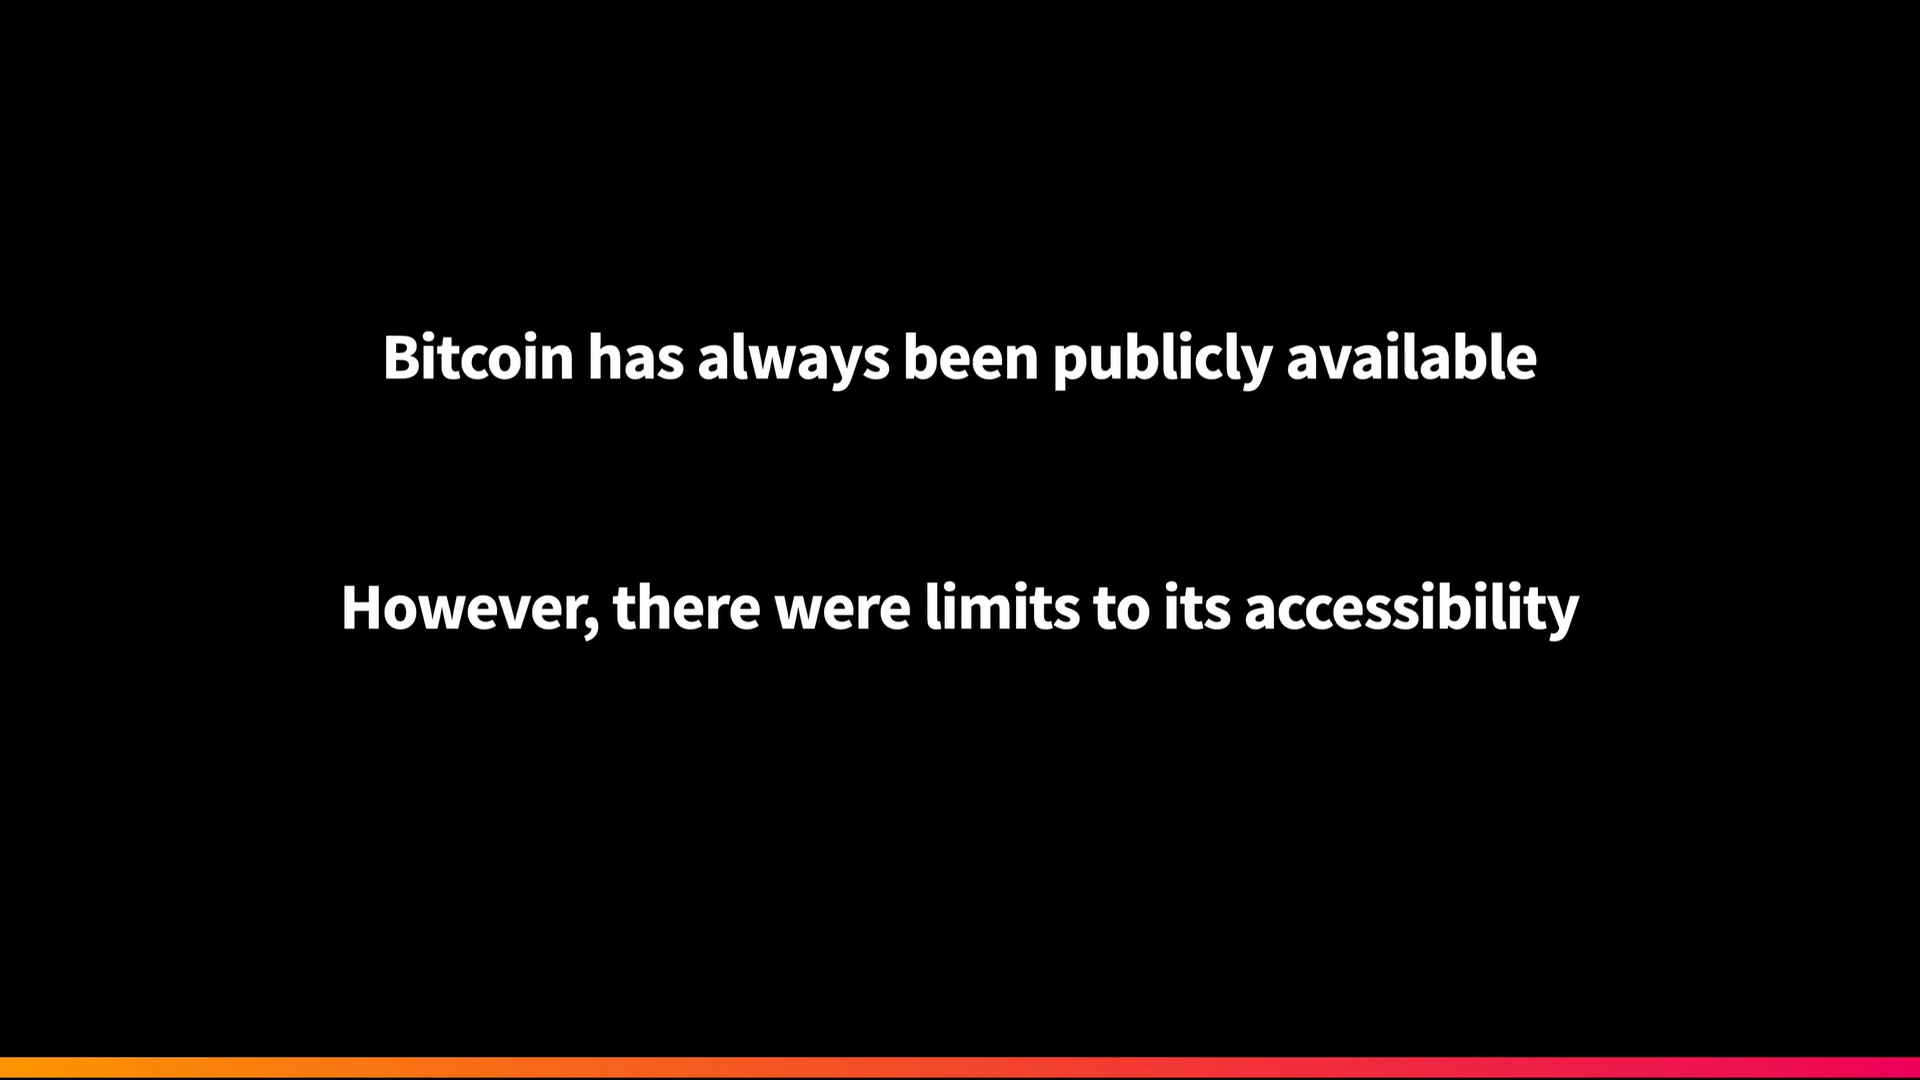 Bitcoin has always been publicly available
However, there were limits to its accessibility